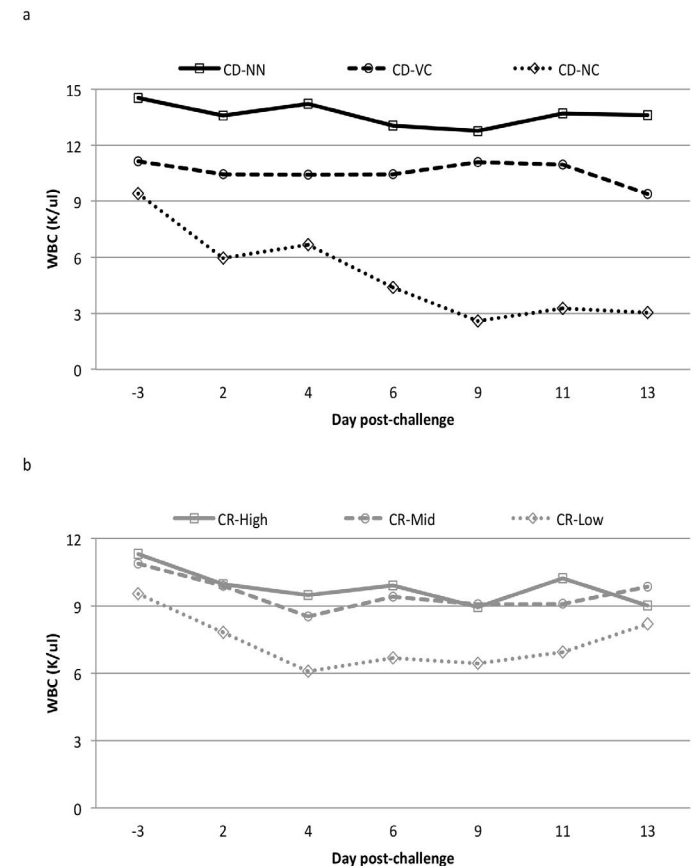 a
CD-NN CD-VC CD-NC
15
12
9
6
3
0
WBC (K/ul)
-3 2 4 6 9 11 13
Day post-challenge
b
CR-High CR-Mid CR-Low
12
9
6
3
0
WBC (K/ul)
-3 2 4 6 9 11 13
Day post-challenge